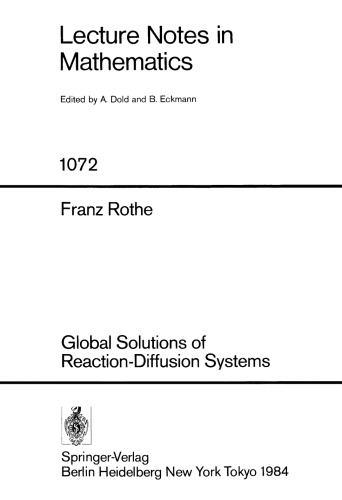 Lecture Notes in
Mathematics
Edited by A. Dold and B. Eckmann
1072
Franz Rothe
Global Solutions of
Reaction-Diffusion Systems
Springer-Verlag
Berlin Heidelberg New York Tokyo 1984